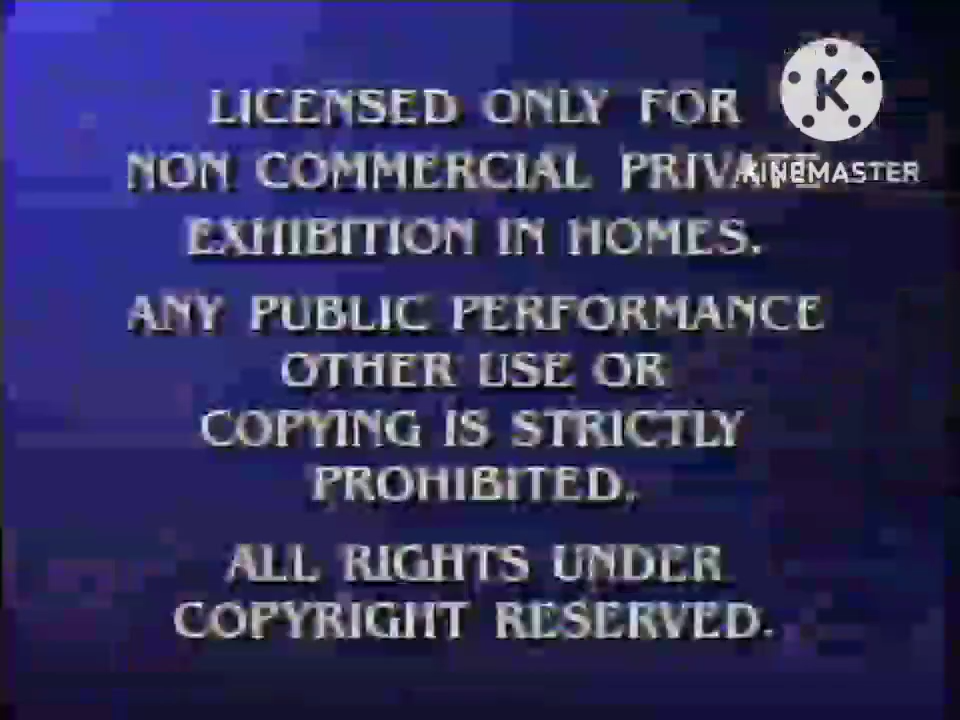 LICENSED ONLY FOR
NON COMMERCIAL PRIVATE
EXHIBITION IN HOMES.
ANY PUBLIC PERFORMANCE
OTHER USE OR
COPYING IS STRICTLY
PROHIBITED.
ALL RIGHTS UNDER
COPYRIGHT RESERVED.
K
KINEMASTER